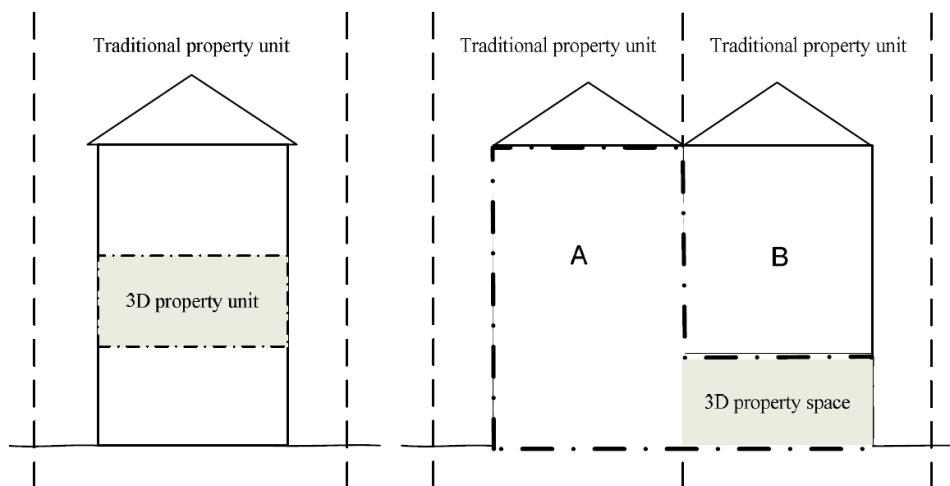 Traditional property unit
3D property unit
Traditional property unit
Traditional property unit
A
B
3D property space